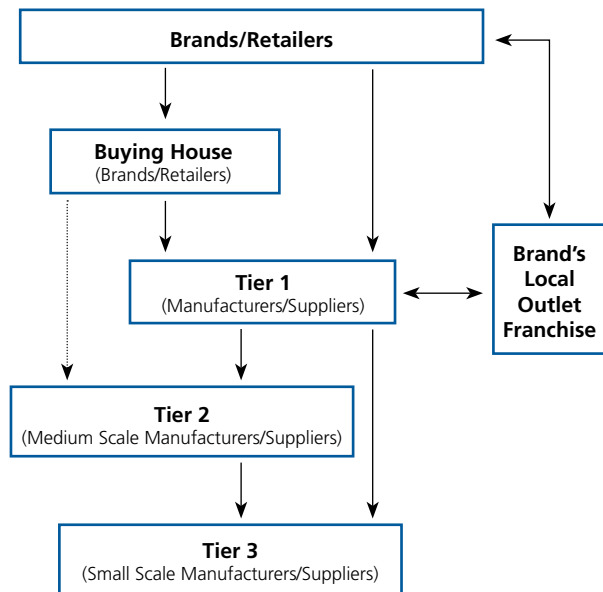 Brands/Retailers
Buying House
(Brands/Retailers)
Tier 1
(Manufacturers/Suppliers)
Brand’s
Local
Outlet
Franchise
Tier 2
(Medium Scale Manufacturers/Suppliers)
Tier 3
(Small Scale Manufacturers/Suppliers)